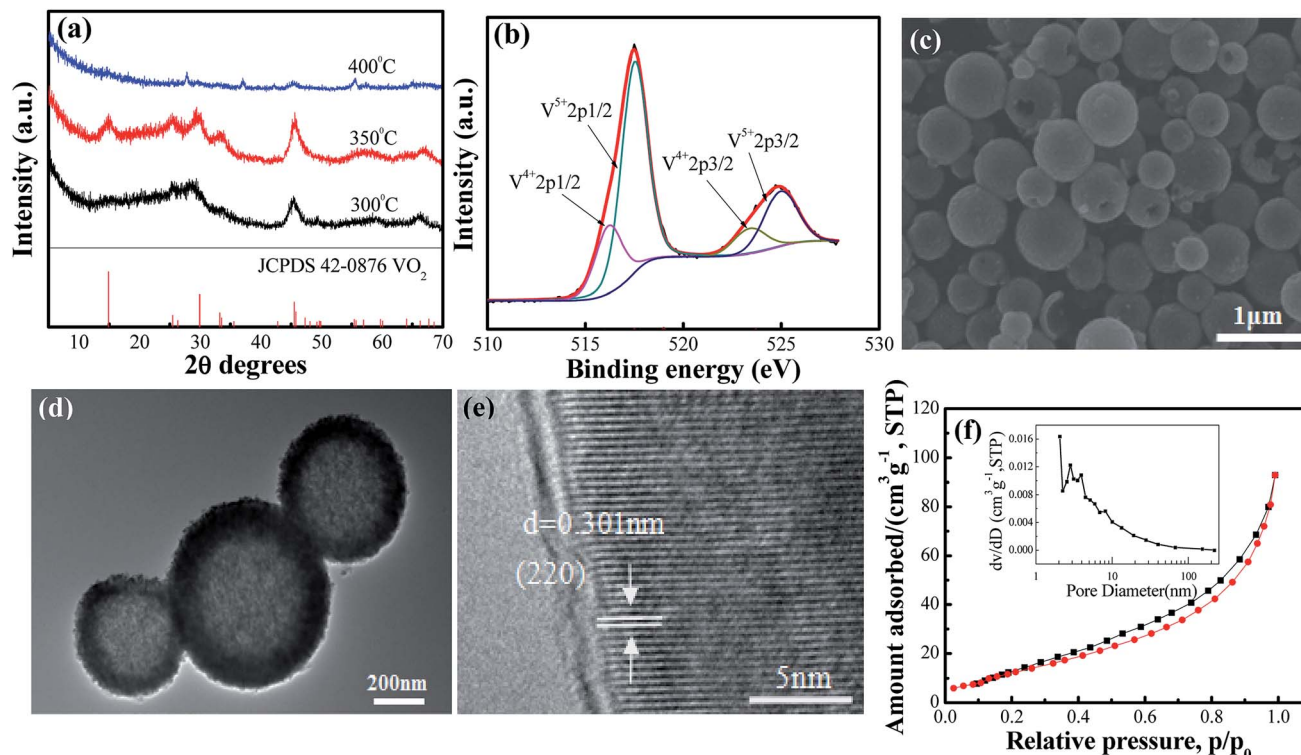 (a)
400⁰C
350⁰C
300⁰C
JCPDS 42-0876 VO₂
Intensity (a.u.)
10 20 30 40 50 60 70
2θ degrees
(b)
V⁵⁺2p1/2
V⁵⁺2p3/2
V⁴⁺2p3/2
V⁴⁺2p1/2
Intensity (a.u.)
510 515 520 525 530
Binding energy (eV)
(c)
1μm
(d)
200nm
(e)
d=0.301nm
(220)
5nm
(f)
Amount adsorbed/(cm³g⁻¹, STP)
120
100
80
60
40
20
0
0.0 0.2 0.4 0.6 0.8 1.0
Relative pressure, p/p₀
dv/dD (cm³g⁻¹,STP)
0.016
0.012
0.008
0.004
0.000
1 10 100
Pore Diameter(nm)